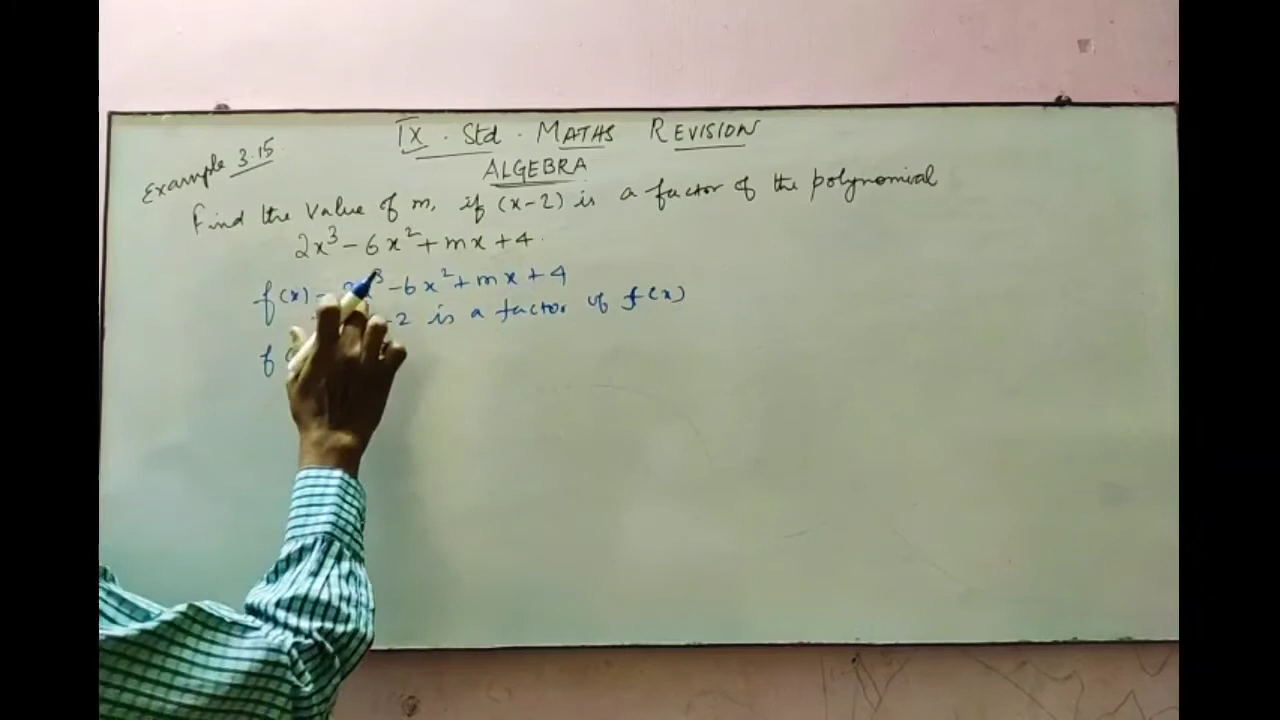 IX . Std . MATHS REVISION
ALGEBRA
Example 3.15
Find the value of m, if (x-2) is a factor of the polynomial
2x³ - 6x² + mx + 4.
f(x) = 2x³ - 6x² + mx + 4
-2 is a factor of f(x)
f(